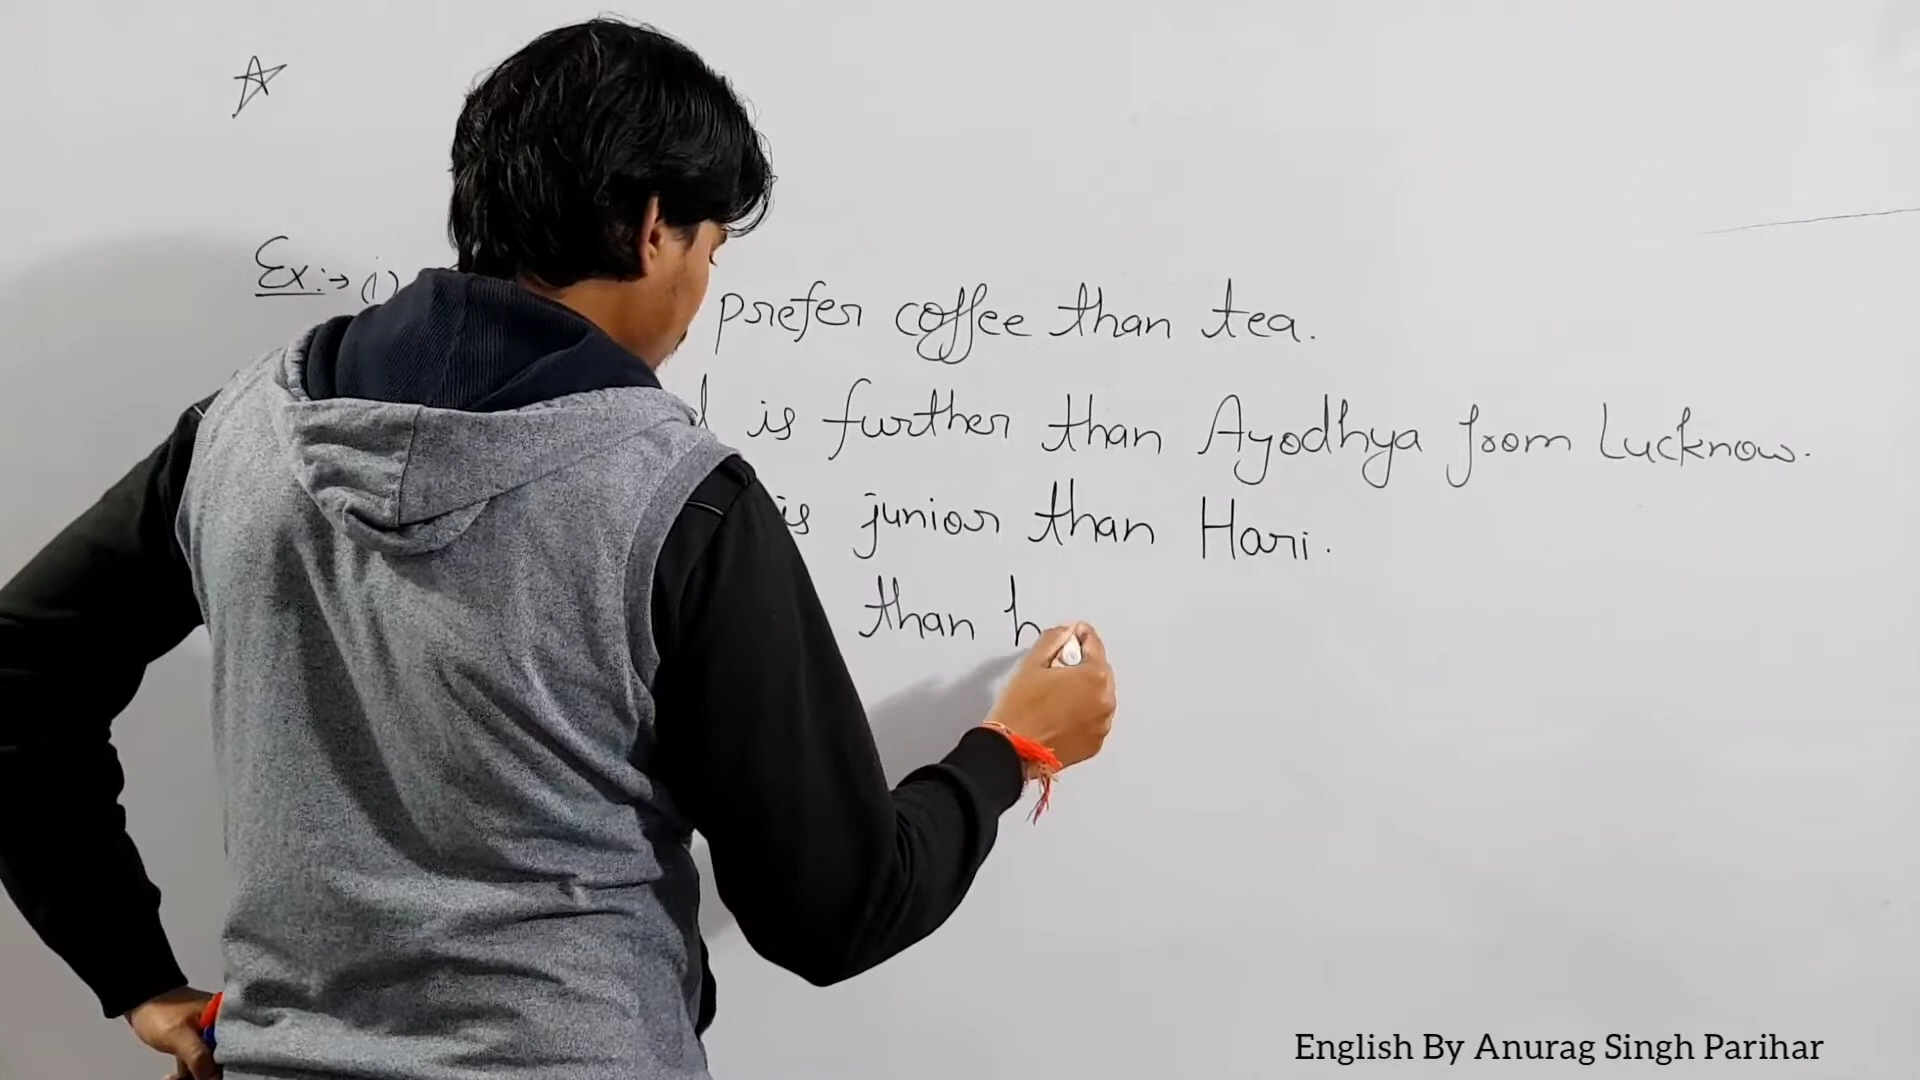 Ex:→ (i) prefer coffee than tea.
is further than Ayodhya from Lucknow.
is junior than Hari.
than h
English By Anurag Singh Parihar